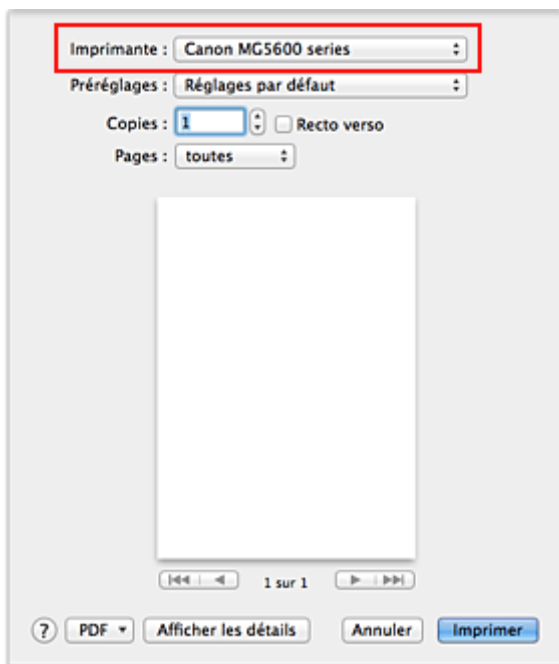 Imprimante : Canon MG5600 series
Préréglages : Réglages par défaut
Copies : 1 Recto verso
Pages : toutes
1 sur 1
? PDF Afficher les détails Annuler Imprimer